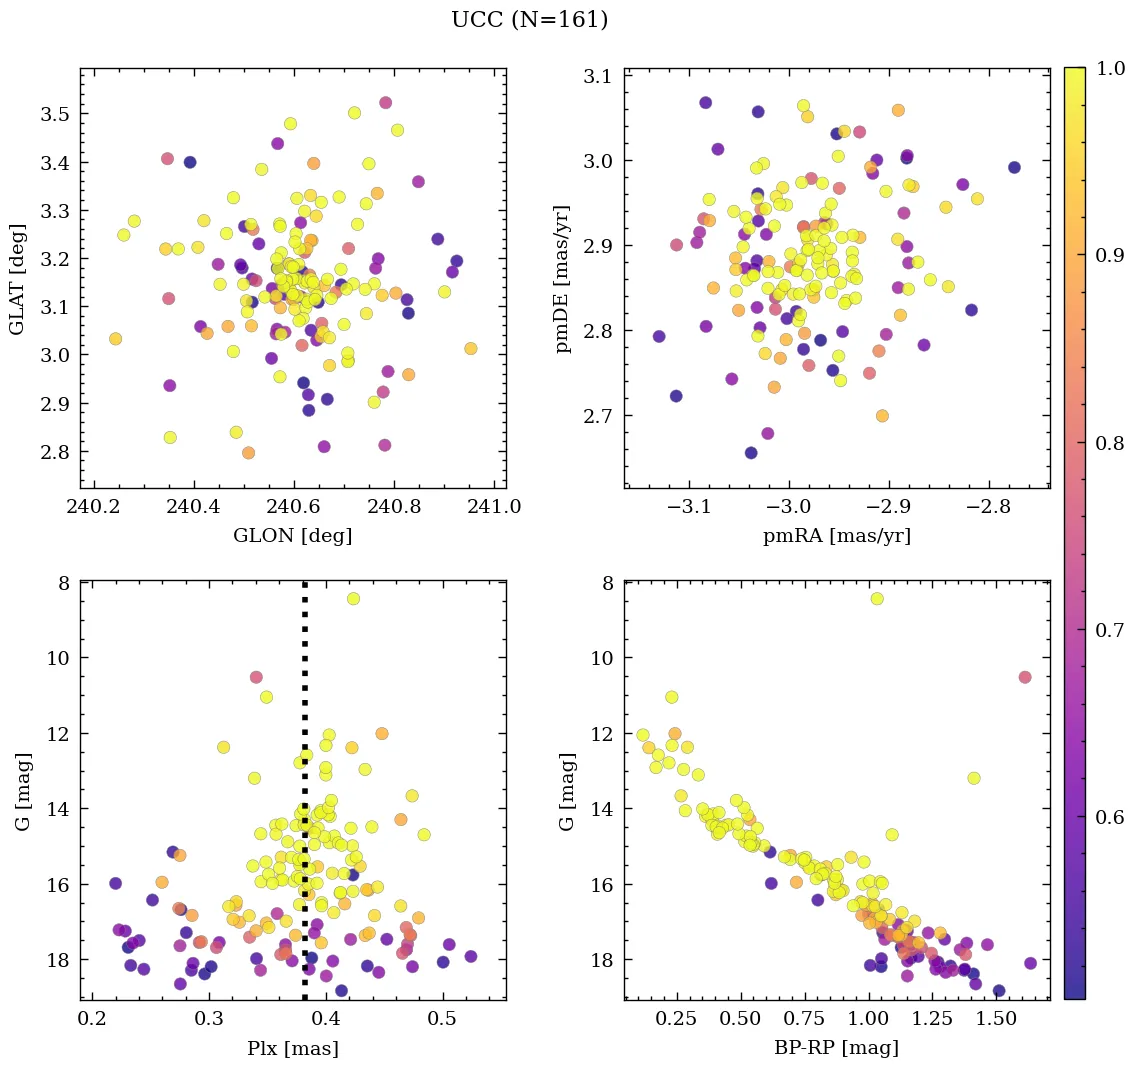 UCC (N=161)
3.5
3.4
3.3
3.2
3.1
3.0
2.9
2.8
GLAT [deg]
240.2 240.4 240.6 240.8 241.0
GLON [deg]
3.1
3.0
2.9
2.8
2.7
pmDE [mas/yr]
−3.1 −3.0 −2.9 −2.8
pmRA [mas/yr]
8
10
12
14
16
18
G [mag]
0.2 0.3 0.4 0.5
Plx [mas]
8
10
12
14
16
18
G [mag]
0.25 0.50 0.75 1.00 1.25 1.50
BP-RP [mag]
1.0
0.9
0.8
0.7
0.6